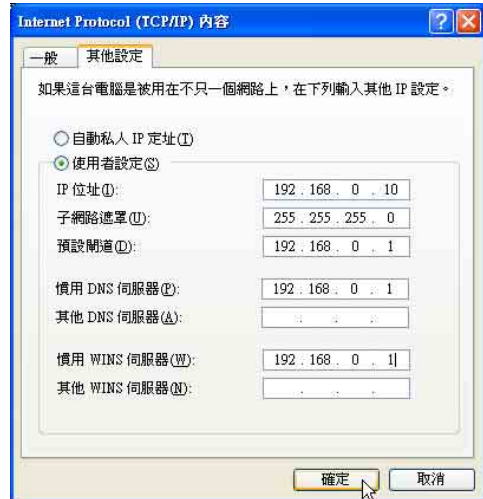 Internet Protocol (TCP/IP) 內容
一般 其他設定
如果這台電腦是被用在不只一個網路上，在下列輸入其他 IP 設定。
自動私人 IP 定址(T)
使用者設定(S)
IP 位址(I): 192 . 168 . 0 . 10
子網路遮罩(U): 255 . 255 . 255 . 0
預設閘道(D): 192 . 168 . 0 . 1
慣用 DNS 伺服器(P): 192 . 168 . 0 . 1
其他 DNS 伺服器(A): . . .
慣用 WINS 伺服器(W): 192 . 168 . 0 . 1
其他 WINS 伺服器(N): . . .
確定 取消